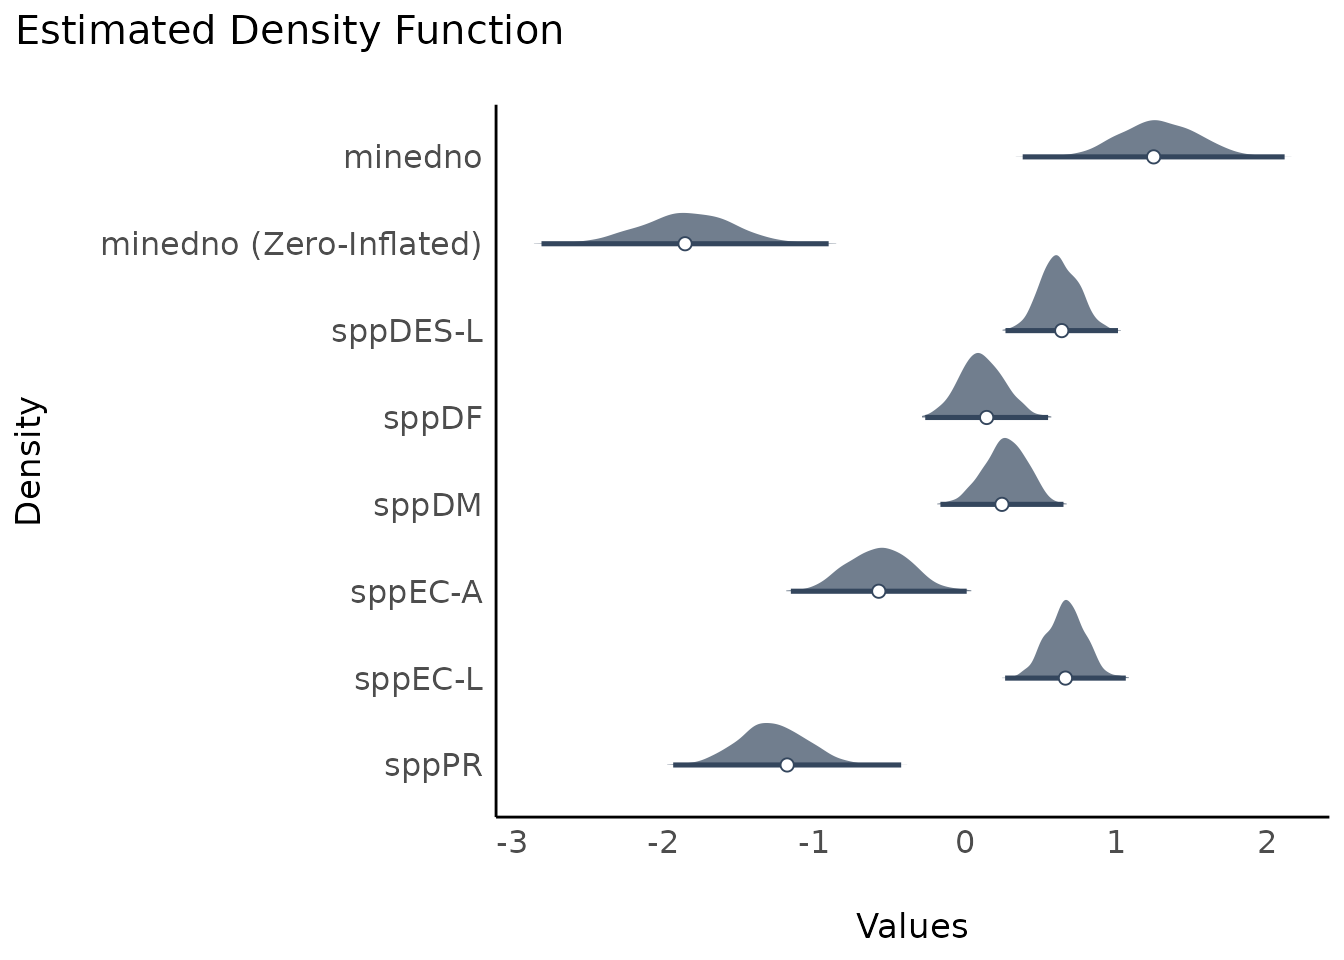 Estimated Density Function
minedno
minedno (Zero-Inflated)
sppDES-L
sppDF
sppDM
sppEC-A
sppEC-L
sppPR
Density
-3 -2 -1 0 1 2
Values